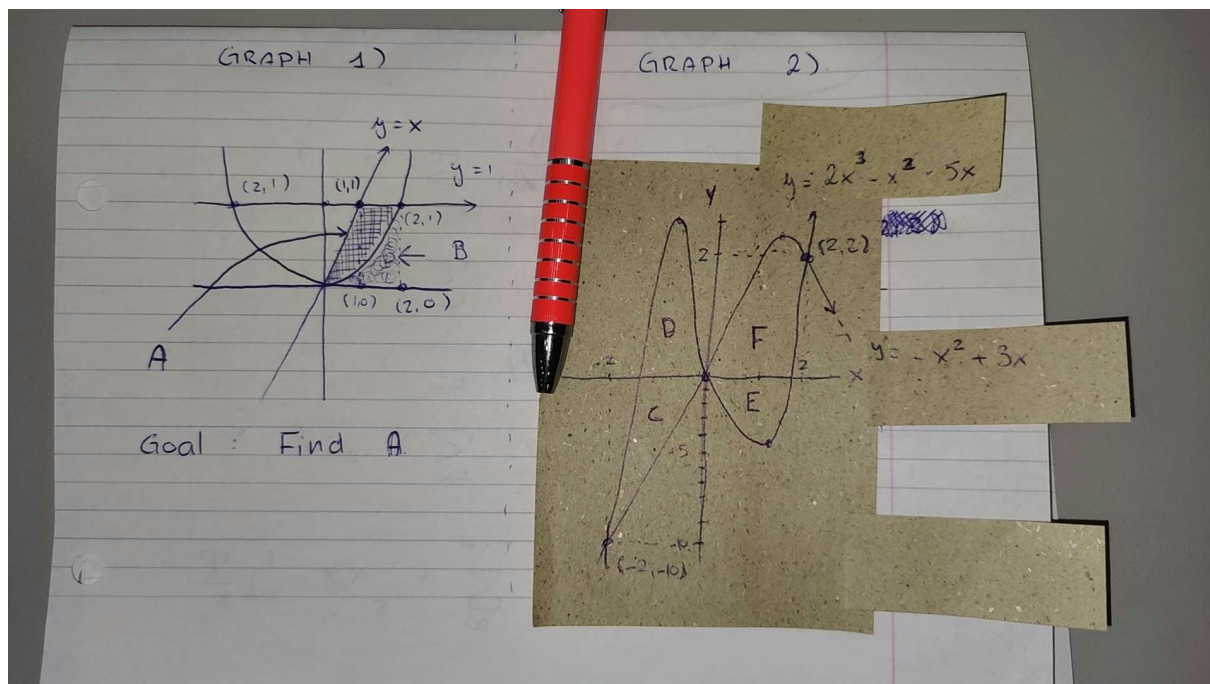 GRAPH 1)
y = x
y = 1
(2,1)
(1,1)
(2,1)
B
(1,0)
(2,0)
A
Goal : Find A
GRAPH 2)
y = 2x³ - x² - 5x
y
2
(2,2)
D
F
y = -x² + 3x
-2
2
x
C
E
-5
-10
(-2,-10)